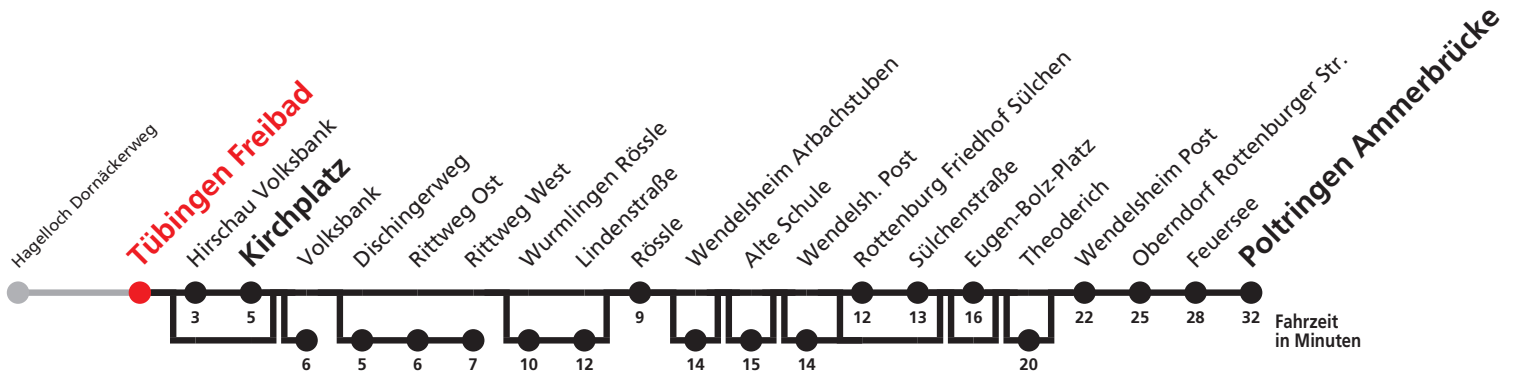 Hagelloch Dornäckerweg
Tübingen Freibad
Hirschau Volksbank
Kirchplatz
Volksbank
Dischingerweg
Rittweg Ost
Rittweg West
Wurmlingen Rössle
Lindenstraße
Rössle
Wendelsheim Arbachstuben
Alte Schule
Wendelsh. Post
Rottenburg Friedhof Sülchen
Sülchenstraße
Eugen-Bolz-Platz
Theoderich
Wendelsheim Post
Oberndorf Rottenburger Str.
Feuersee
Poltringen Ammerbrücke
3 5 9 12 13 16 22 25 28 32
Fahrzeit
in Minuten
6 5 6 7 10 12 14 15 14 20